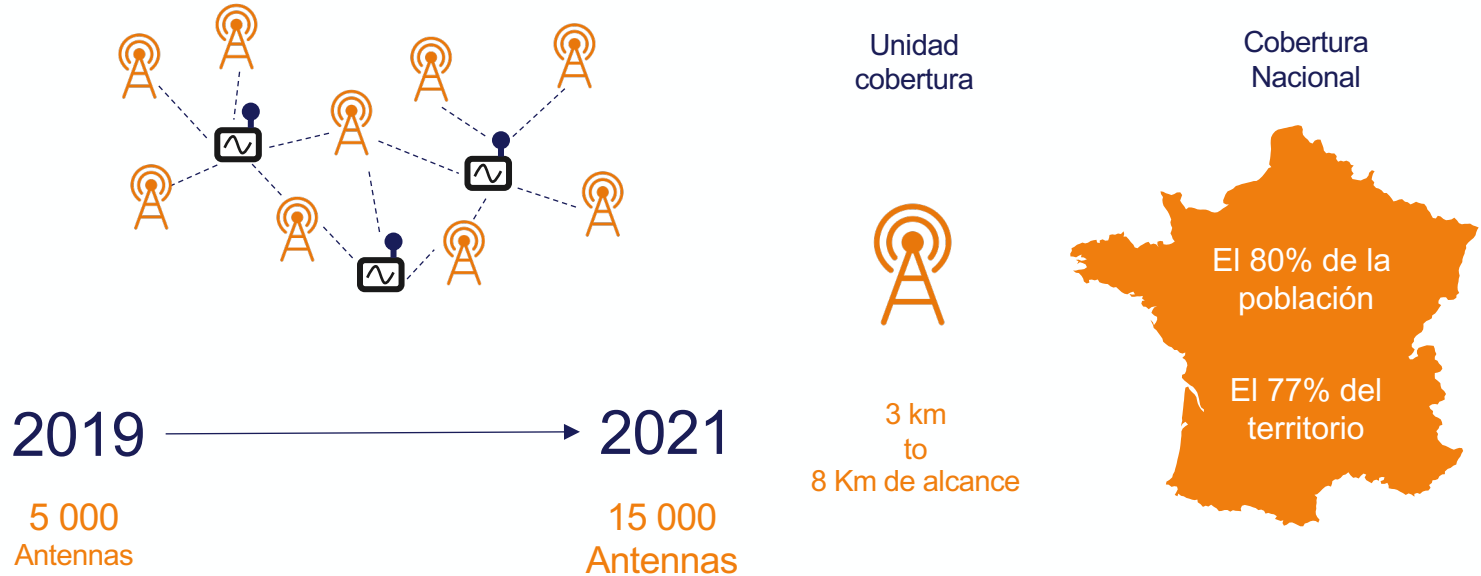 2019
2021
5 000
Antennas
15 000
Antennas
Unidad
cobertura
3 km
to
8 Km de alcance
Cobertura
Nacional
El 80% de la
población
El 77% del
territorio